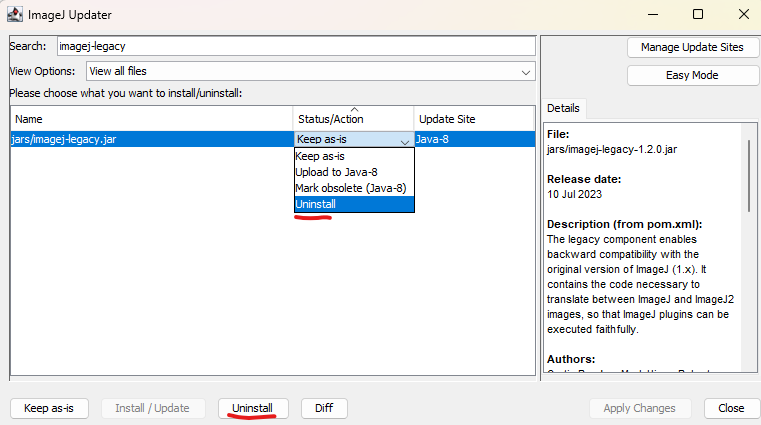 ImageJ Updater
Search: imagej-legacy
View Options: View all files
Please choose what you want to install/uninstall:
Name Status/Action Update Site
jars/imagej-legacy.jar Keep as-is Java-8
Keep as-is
Upload to Java-8
Mark obsolete (Java-8)
Uninstall
Manage Update Sites
Easy Mode
Details
File:
jars/imagej-legacy-1.2.0.jar
Release date:
10 Jul 2023
Description (from pom.xml):
The legacy component enables
backward compatibility with the
original version of ImageJ (1.x). It
contains the code necessary to
translate between ImageJ and ImageJ2
images, so that ImageJ plugins can be
executed faithfully.
Authors:
Keep as-is Install / Update Uninstall Diff Apply Changes Close